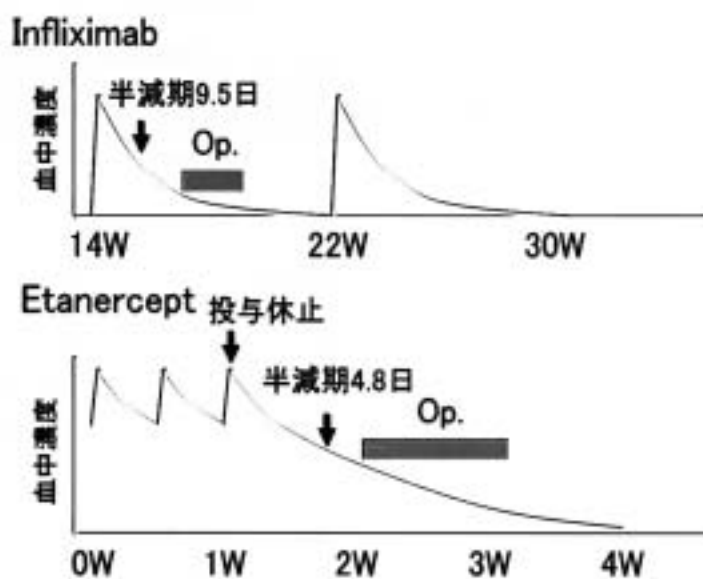 Infliximab
血中濃度
半減期9.5日
Op.
14W 22W 30W
Etanercept 投与休止
血中濃度
半減期4.8日
Op.
0W 1W 2W 3W 4W